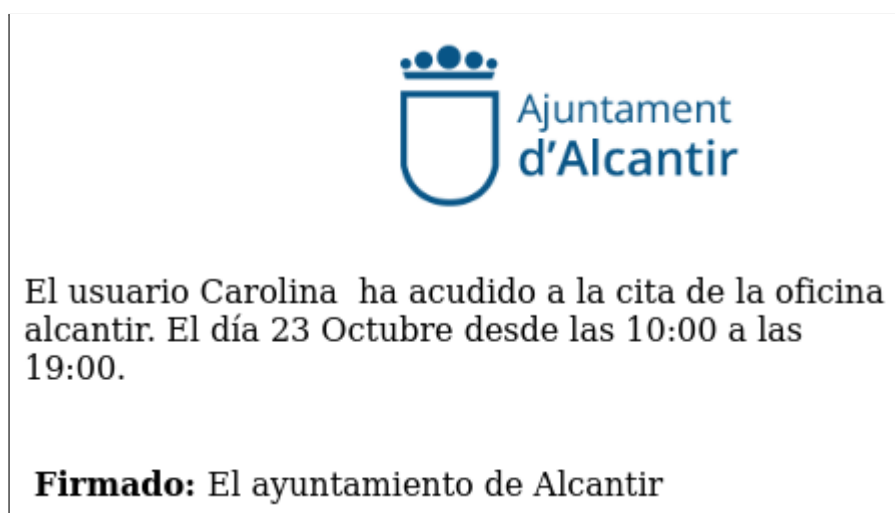 Ajuntament
d'Alcantir
El usuario Carolina  ha acudido a la cita de la oficina
alcantir. El día 23 Octubre desde las 10:00 a las
19:00.
Firmado: El ayuntamiento de Alcantir